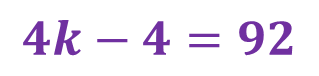 4k − 4 = 92